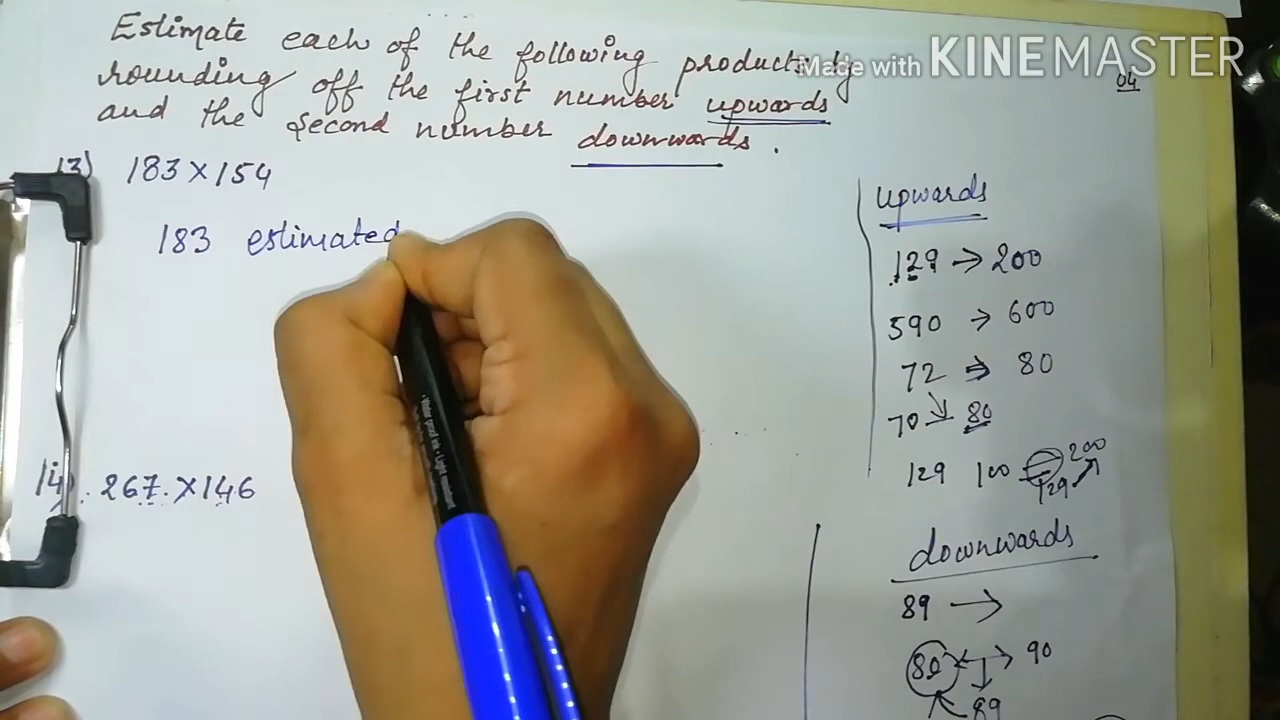 Estimate each of the following products by
rounding off the first number upwards
and the second number downwards.
Made with KINEMASTER
04
13) 183 × 154
183 estimated
14) 267 × 146
upwards
129 → 200
590 → 600
72 → 80
70 → 80
129 100 200
129
downwards
89 →
80 90
89